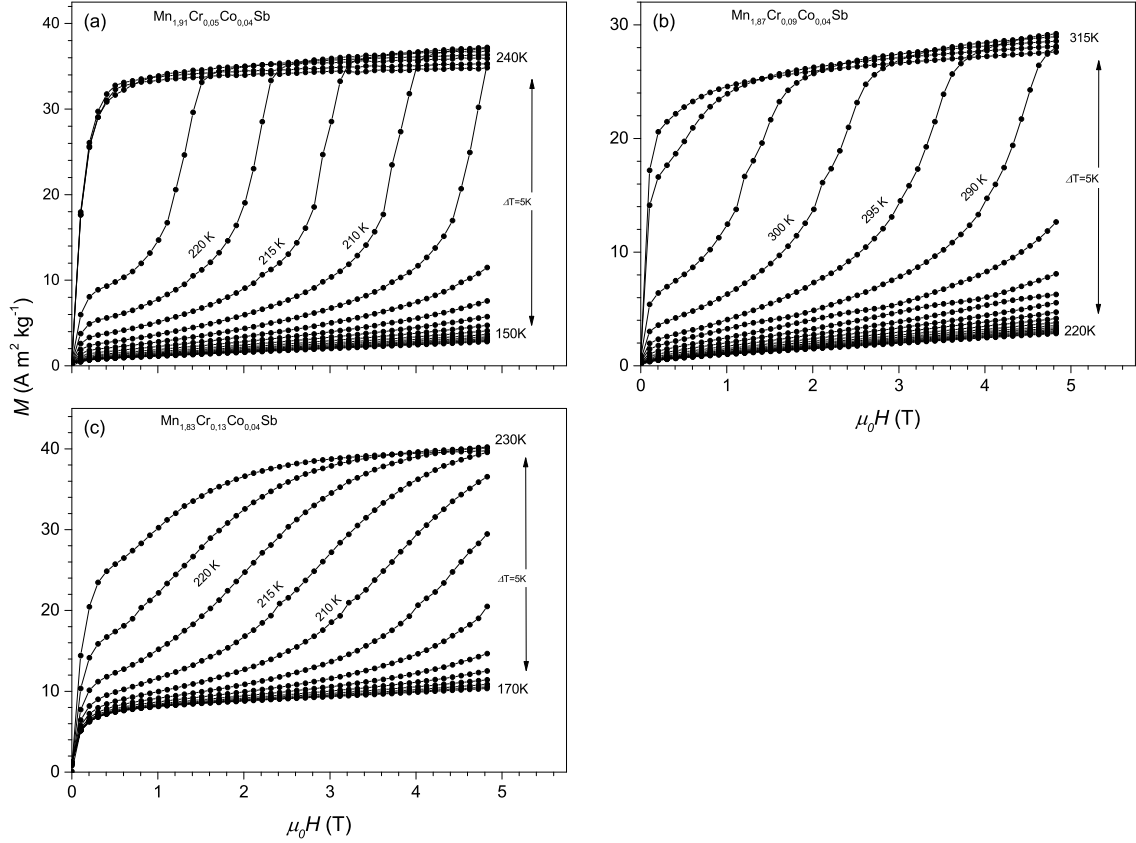 (a)
Mn1,91Cr0,05Co0,04Sb
40
30
20
10
0
240K
ΔT=5K
150K
220 K
215 K
210 K
(b)
Mn1,87Cr0,09Co0,04Sb
30
20
10
0
315K
ΔT=5K
220K
300 K
295 K
290 K
0 1 2 3 4 5
μ0H (T)
M (A m² kg⁻¹)
(c)
Mn1,83Cr0,13Co0,04Sb
40
30
20
10
0
230K
ΔT=5K
170K
220 K
215 K
210 K
0 1 2 3 4 5
μ0H (T)